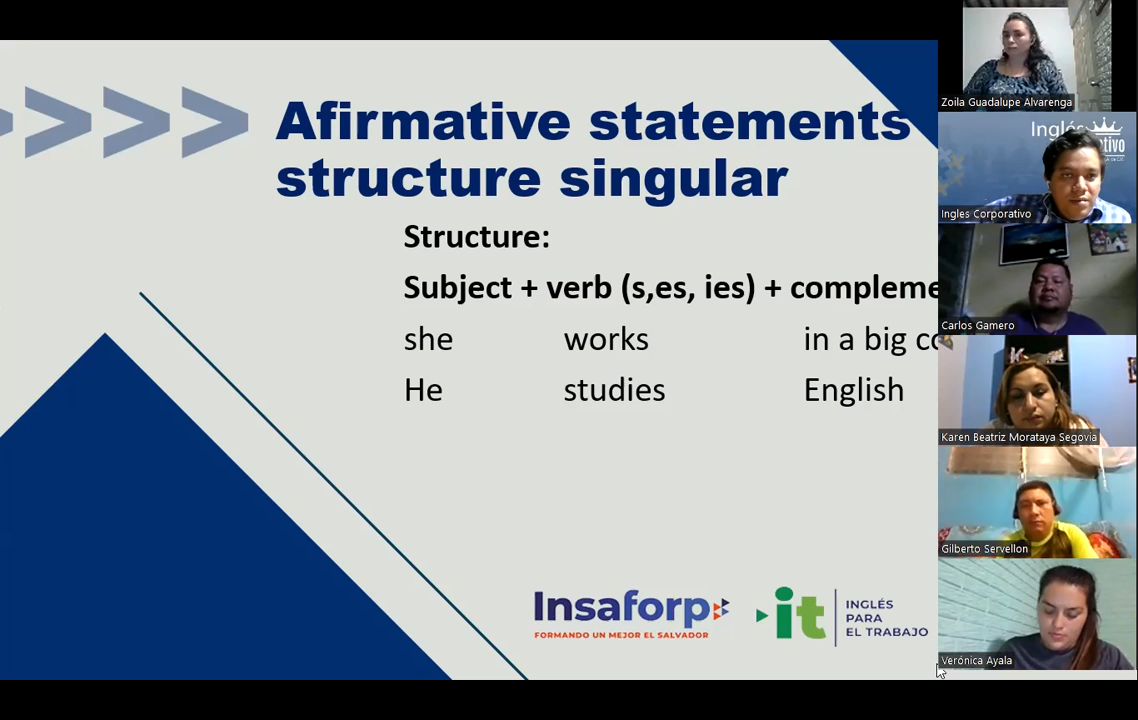 Afirmative statements
structure singular
Structure:
Subject + verb (s,es, ies) + compleme
she works in a big co
He studies English
Insaforp
FORMANDO UN MEJOR EL SALVADOR
it
INGLÉS
PARA
EL TRABAJO
Zoila Guadalupe Alvarenga
Inglés
Ingles Corporativo
Carlos Gamero
Karen Beatriz Morataya Segovia
Gilberto Servellon
Verónica Ayala